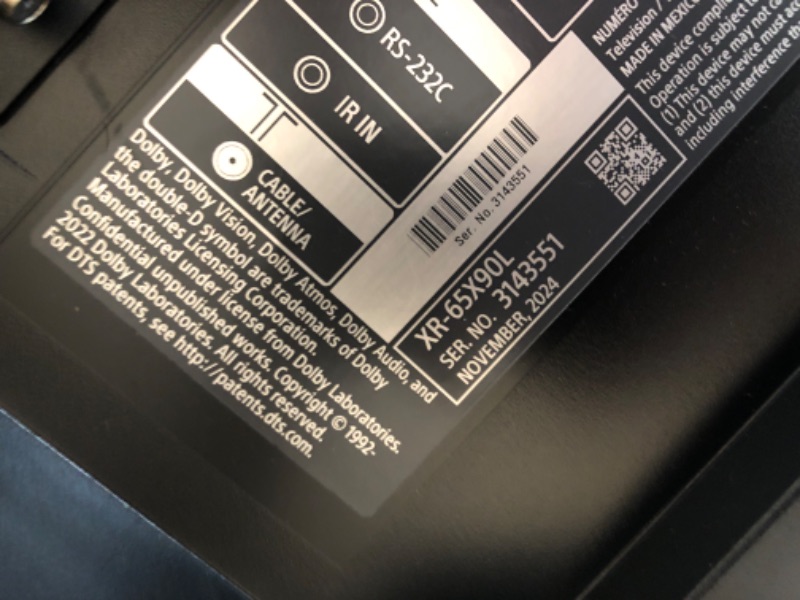 RS-232C
IR IN
CABLE/
ANTENNA
Dolby, Dolby Vision, Dolby Atmos, Dolby Audio, and
the double-D symbol are trademarks of Dolby
Laboratories Licensing Corporation.
Manufactured under license from Dolby Laboratories.
Confidential unpublished works. Copyright © 1992-
2022 Dolby Laboratories. All rights reserved.
For DTS patents, see http://patents.dts.com.
Ser. No. 3143551
XR-65X90L
SER. NO. 3143551
NOVEMBER, 2024
NUMÉRO
Television /
MADE IN MEXICO
This device complies
Operation is subject to
(1) This device may not
and (2) this device must
including interference